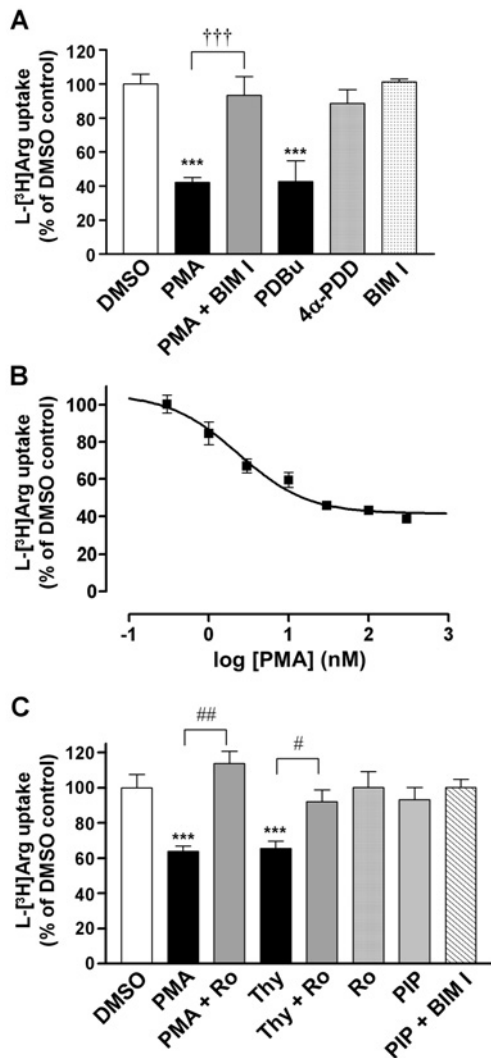 A
†††
L-[³H]Arg uptake
(% of DMSO control)
120
100
80
60
40
20
0
***
***
DMSO
PMA
PMA + BIM I
PDBu
4α-PDD
BIM I
B
L-[³H]Arg uptake
(% of DMSO control)
100
80
60
40
20
0
-1
0
1
2
3
log [PMA] (nM)
C
##
#
L-[³H]Arg uptake
(% of DMSO control)
120
100
80
60
40
20
0
***
***
DMSO
PMA
PMA + Ro
Thy
Thy + Ro
Ro
PIP
PIP + BIM I